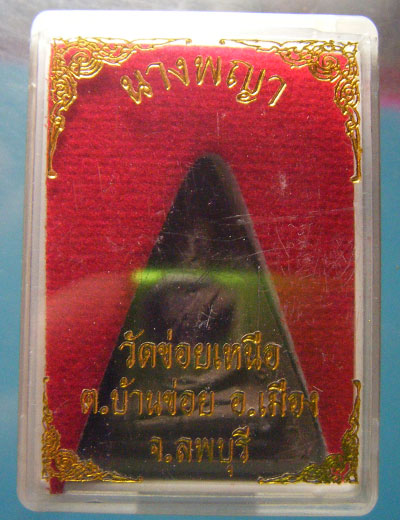 นางพญา
วัดข่อยเหนือ
ต.บ้านข่อย อ.เมือง
จ.ลพบุรี